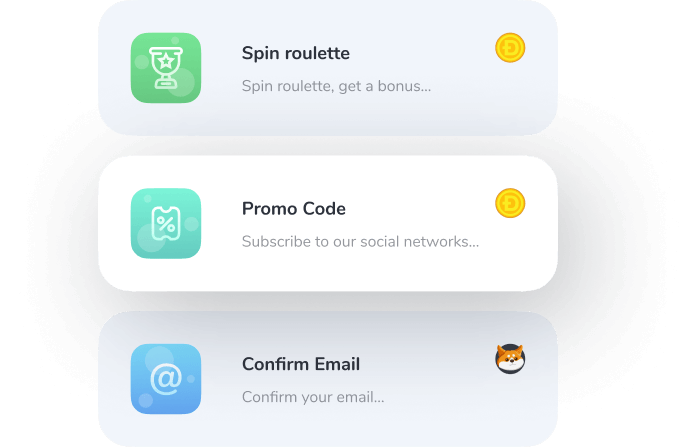 Spin roulette
Spin roulette, get a bonus...
Promo Code
Subscribe to our social networks...
Confirm Email
Confirm your email...